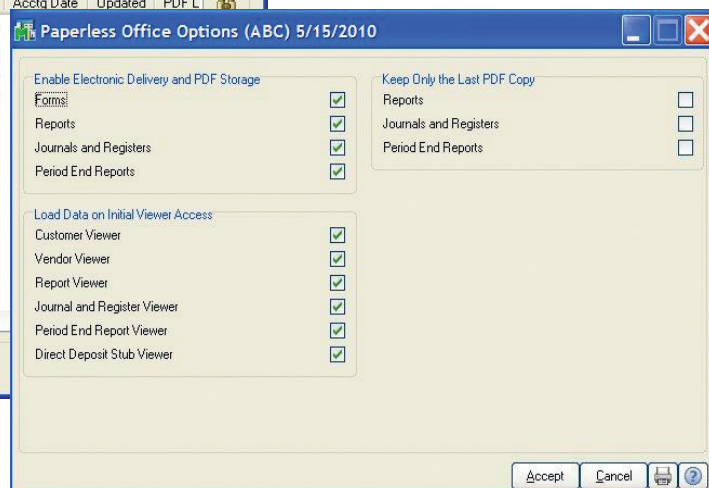 Acctg Date Updated PDF L
Paperless Office Options (ABC) 5/15/2010
Enable Electronic Delivery and PDF Storage
Forms
Reports
Journals and Registers
Period End Reports
Keep Only the Last PDF Copy
Reports
Journals and Registers
Period End Reports
Load Data on Initial Viewer Access
Customer Viewer
Vendor Viewer
Report Viewer
Journal and Register Viewer
Period End Report Viewer
Direct Deposit Stub Viewer
Accept Cancel